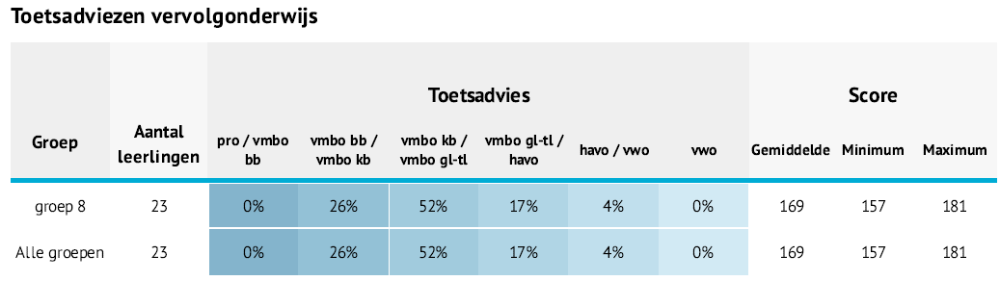 Toetsadviezen vervolgonderwijs
Toetsadvies Score
Groep Aantal leerlingen pro / vmbo bb vmbo bb / vmbo kb vmbo kb / vmbo gl-tl vmbo gl-tl / havo havo / vwo vwo Gemiddelde Minimum Maximum
groep 8 23 0% 26% 52% 17% 4% 0% 169 157 181
Alle groepen 23 0% 26% 52% 17% 4% 0% 169 157 181